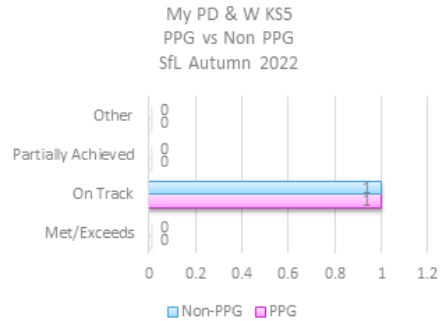 My PD & W KS5
PPG vs Non PPG
SfL Autumn 2022
Other 0
0
Partially Achieved 0
0
On Track 1
1
Met/Exceeds 0
0
0 0.2 0.4 0.6 0.8 1 1.2
Non-PPG PPG